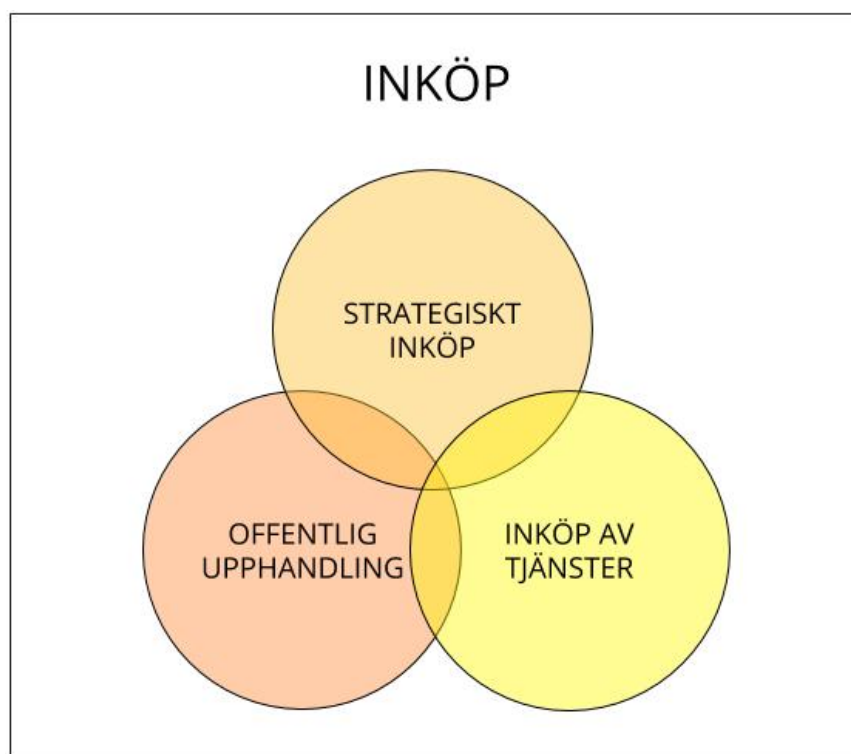 INKÖP
STRATEGISKT
INKÖP
OFFENTLIG
UPPHANDLING
INKÖP AV
TJÄNSTER